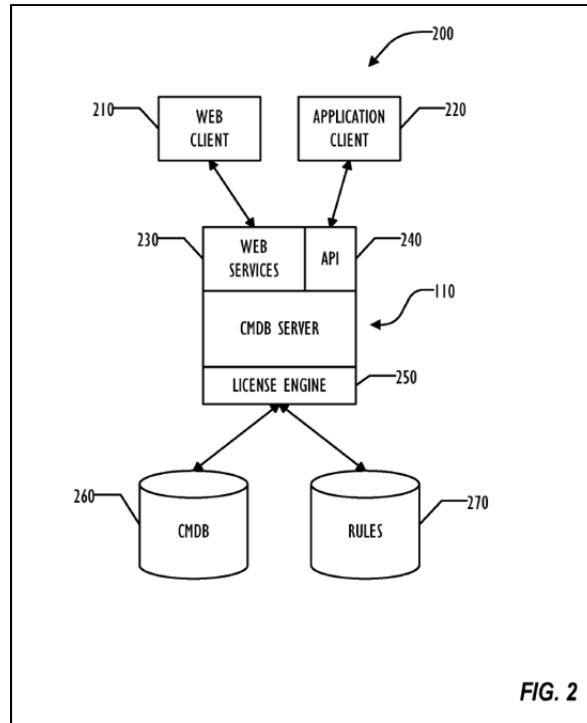 200
210
WEB
CLIENT
APPLICATION
CLIENT
220
230
WEB
SERVICES
API
240
CMDB SERVER
110
LICENSE ENGINE
250
260
CMDB
RULES
270
FIG. 2